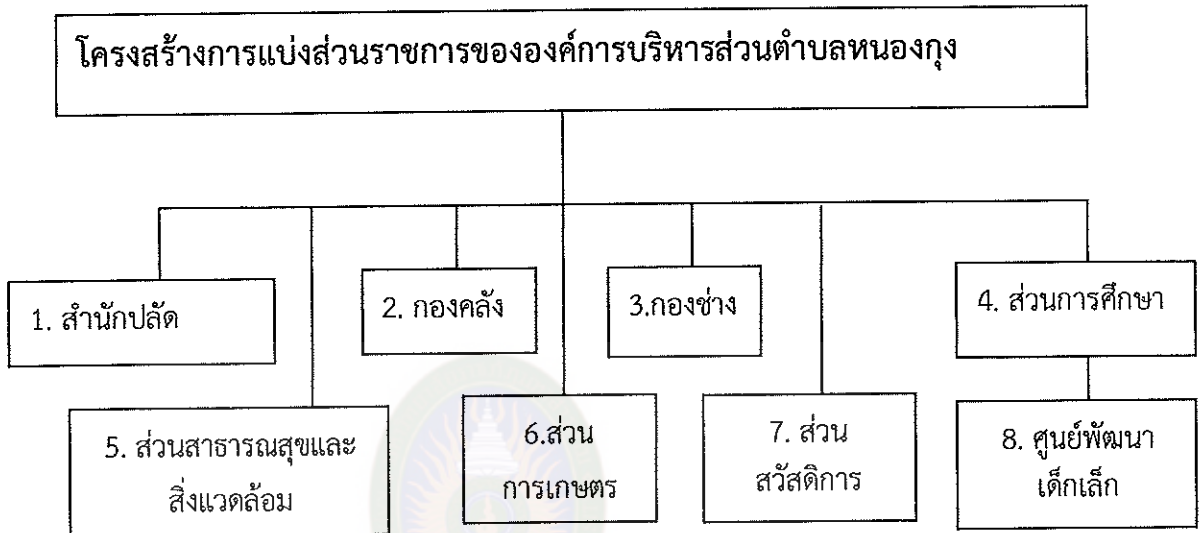 โครงสร้างการแบ่งส่วนราชการขององค์การบริหารส่วนตำบลหนองกุง
1. สำนักปลัด
2. กองคลัง
3.กองช่าง
4. ส่วนการศึกษา
5. ส่วนสาธารณสุขและ
สิ่งแวดล้อม
6.ส่วน
การเกษตร
7. ส่วน
สวัสดิการ
8. ศูนย์พัฒนา
เด็กเล็ก